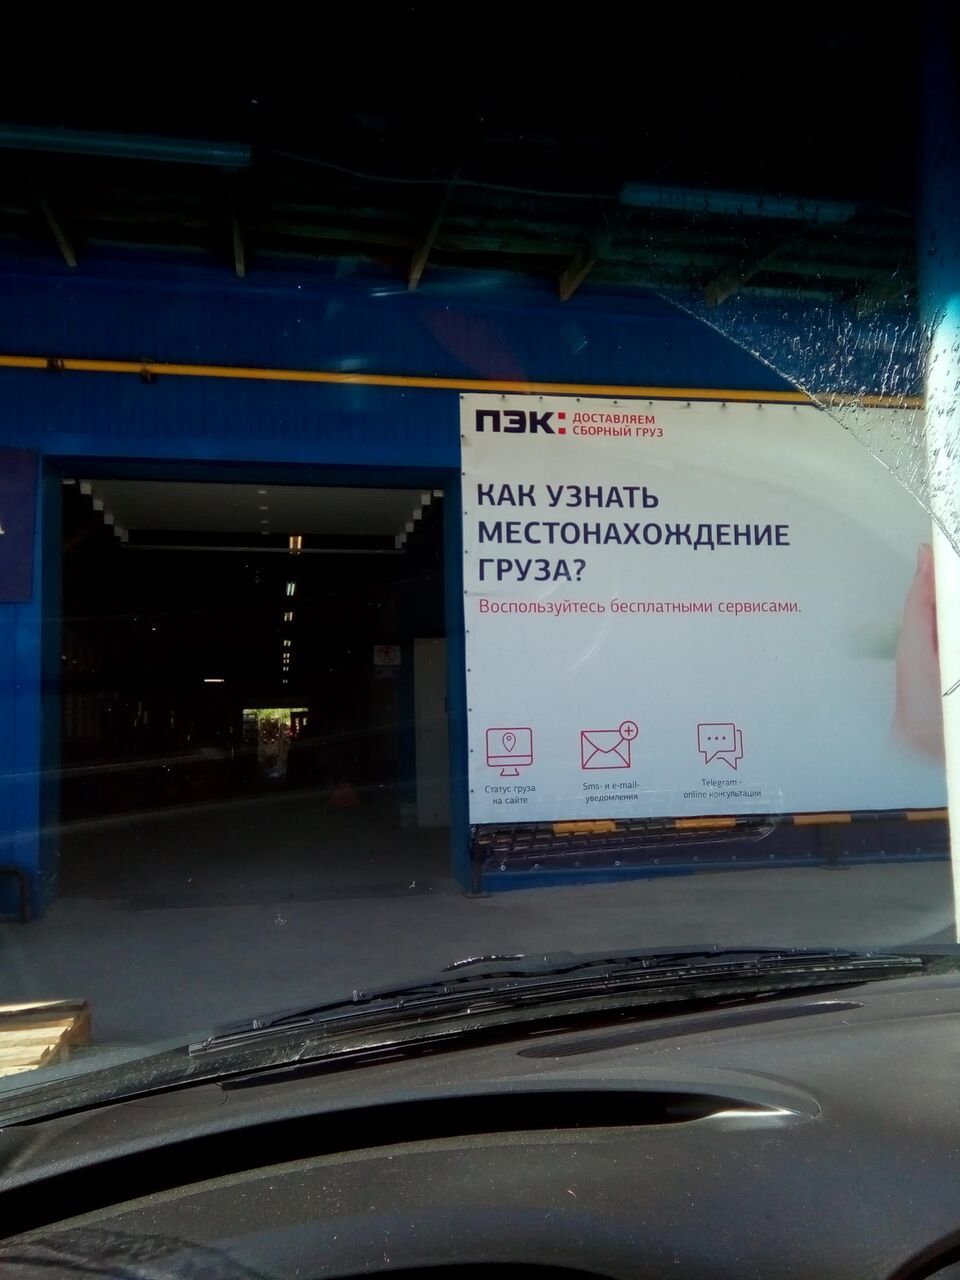 ПЭК:
ДОСТАВЛЯЕМ
СБОРНЫЙ ГРУЗ
КАК УЗНАТЬ
МЕСТОНАХОЖДЕНИЕ
ГРУЗА?
Воспользуйтесь бесплатными сервисами.
Статус груза
на сайте
Sms- и e-mail-
уведомления
Telegram -
online консультации